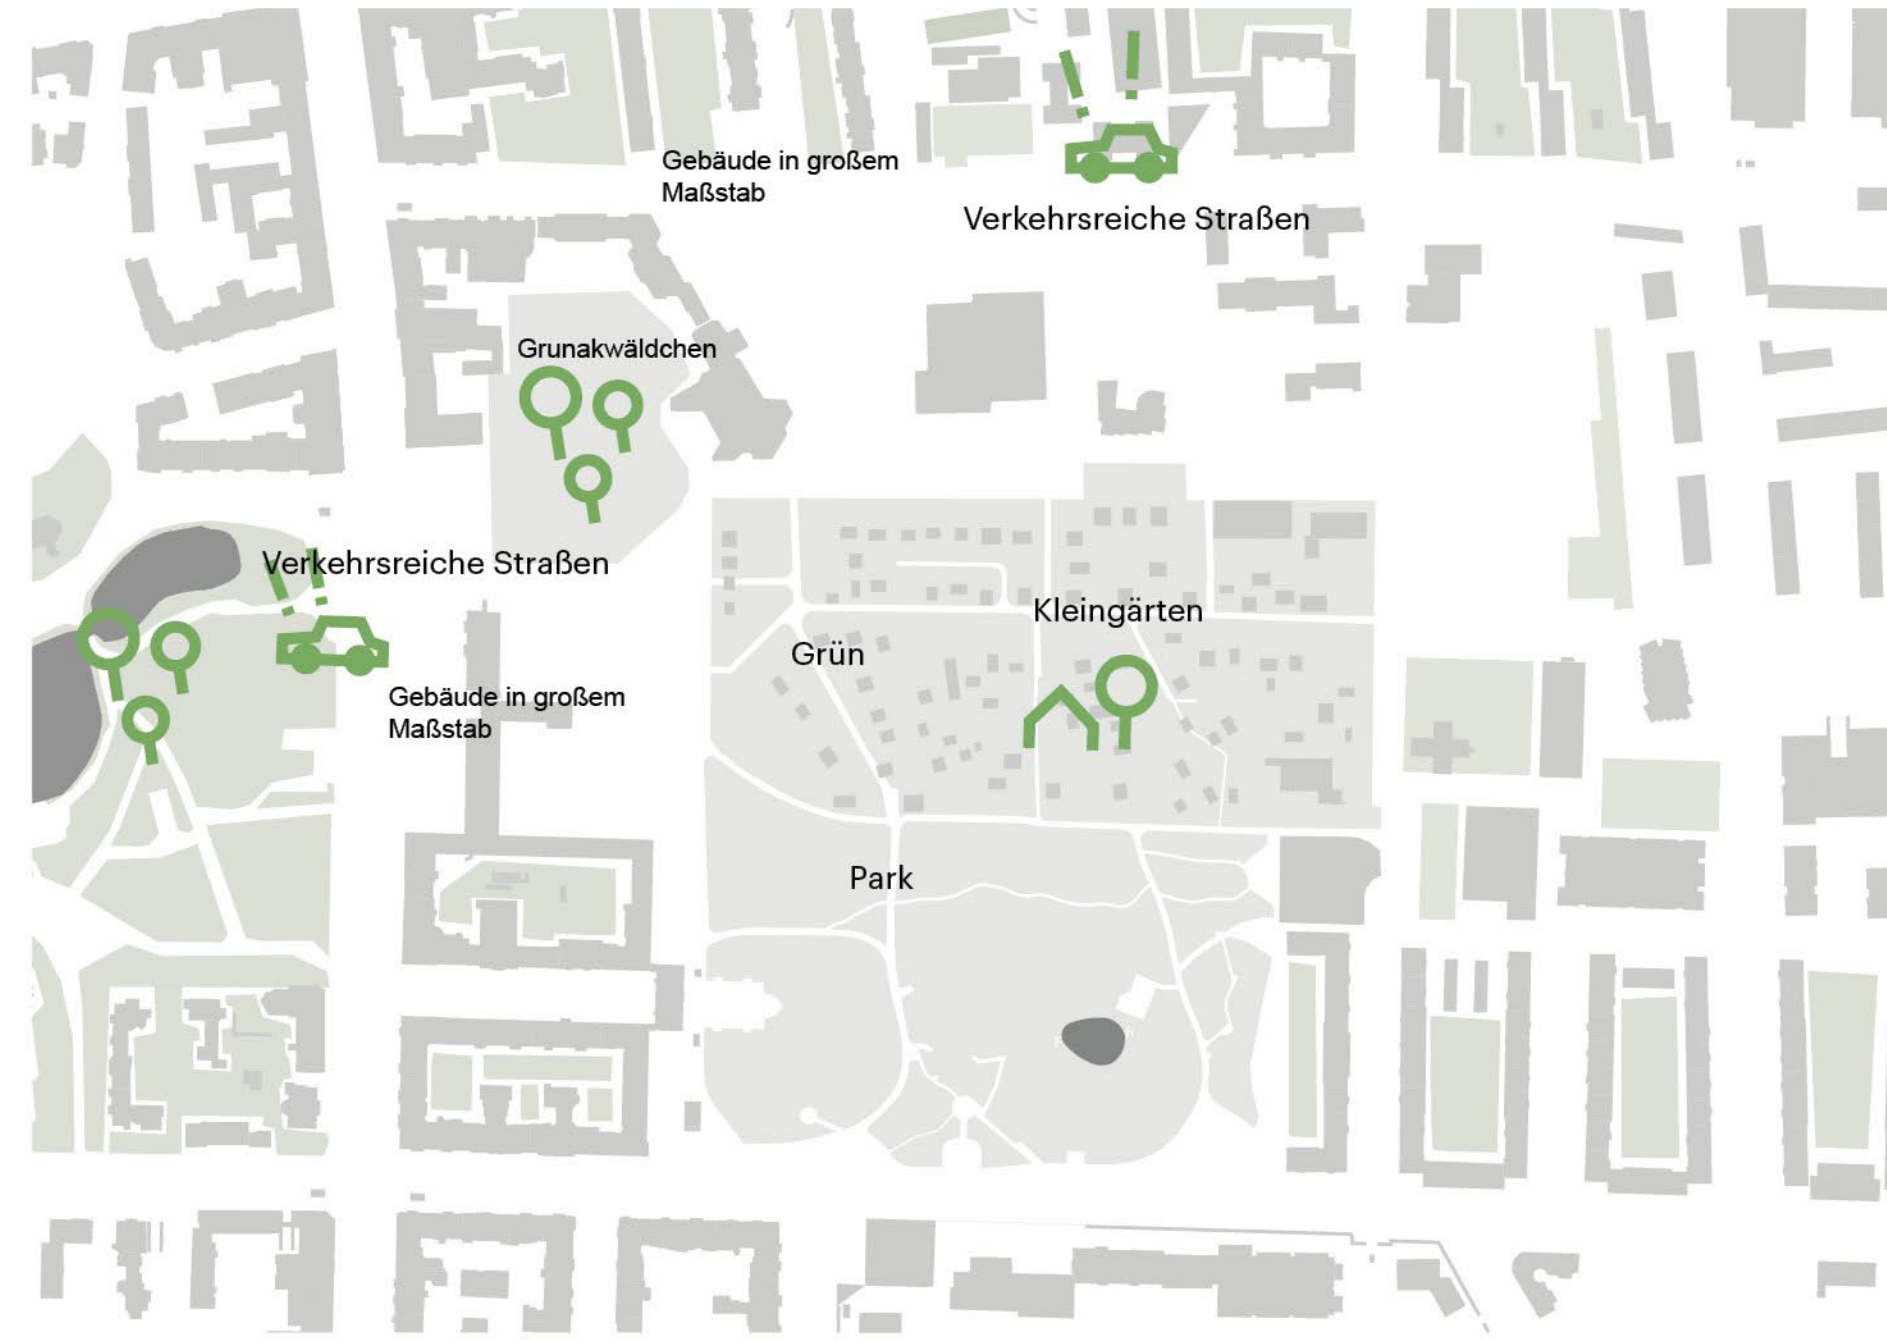 Gebäude in großem
Maßstab
Verkehrsreiche Straßen
Grunakwäldchen
Verkehrsreiche Straßen
Kleingärten
Grün
Gebäude in großem
Maßstab
Park